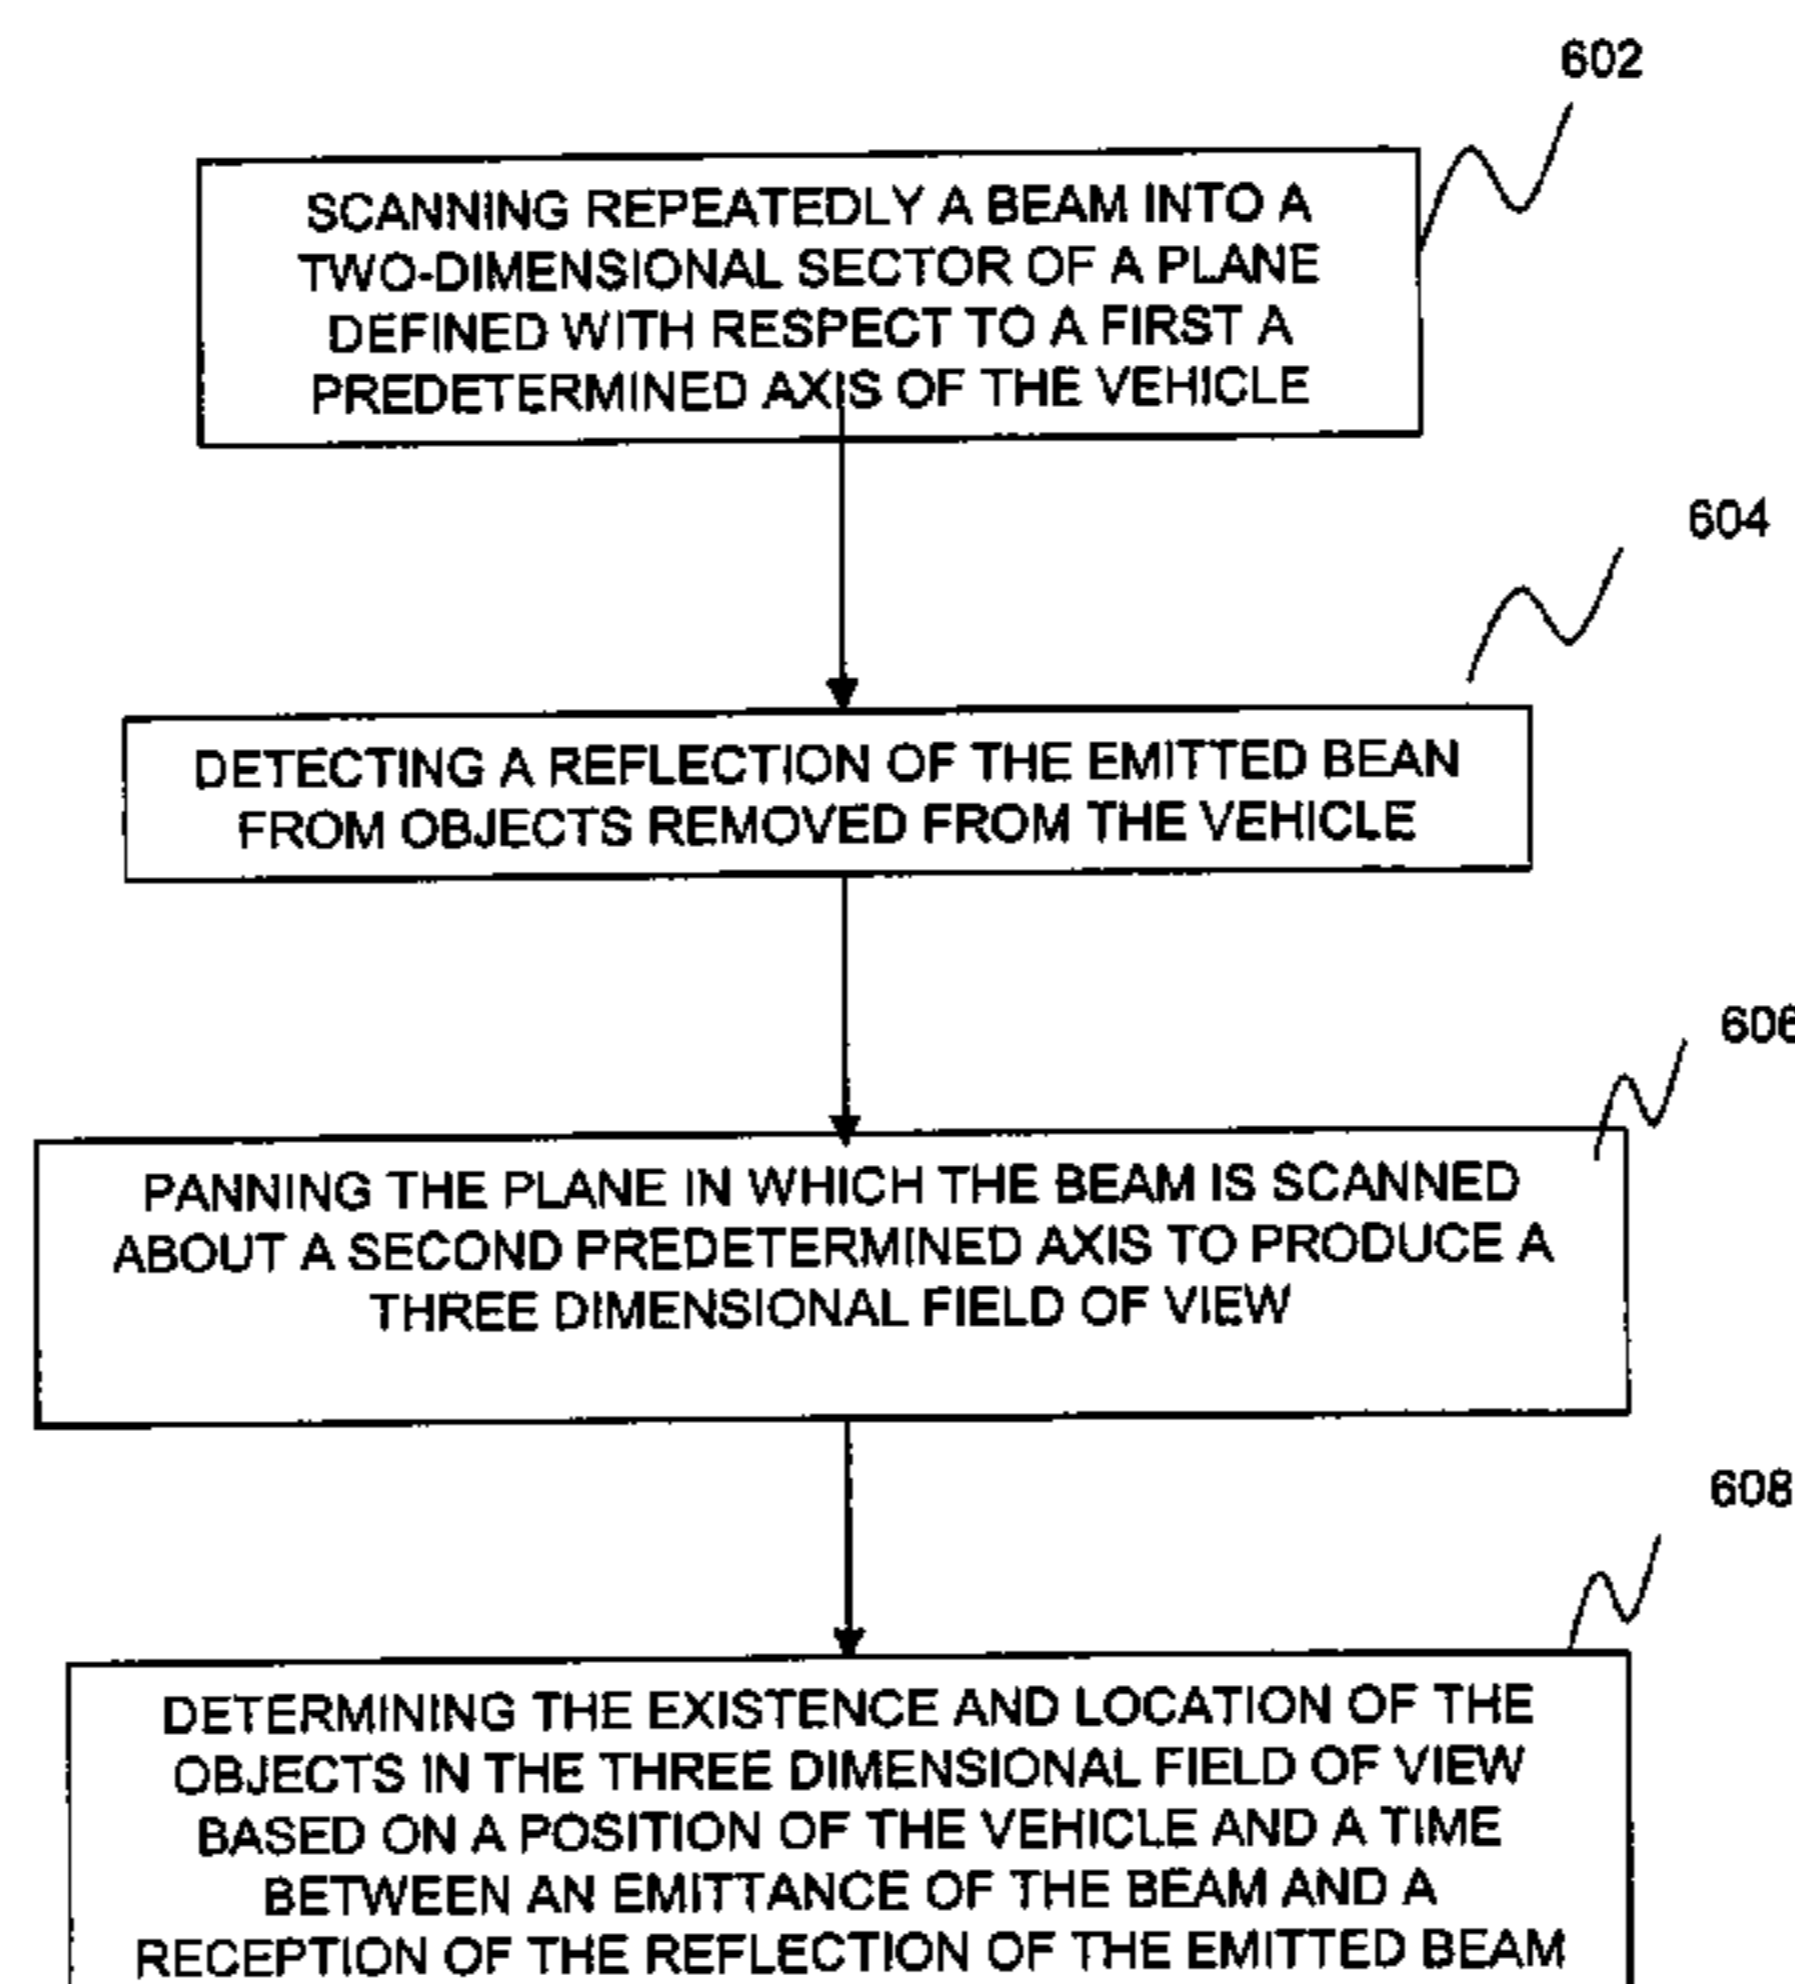 602
SCANNING REPEATEDLY A BEAM INTO A
TWO-DIMENSIONAL SECTOR OF A PLANE
DEFINED WITH RESPECT TO A FIRST A
PREDETERMINED AXIS OF THE VEHICLE
604
DETECTING A REFLECTION OF THE EMITTED BEAN
FROM OBJECTS REMOVED FROM THE VEHICLE
606
PANNING THE PLANE IN WHICH THE BEAM IS SCANNED
ABOUT A SECOND PREDETERMINED AXIS TO PRODUCE A
THREE DIMENSIONAL FIELD OF VIEW
608
DETERMINING THE EXISTENCE AND LOCATION OF THE
OBJECTS IN THE THREE DIMENSIONAL FIELD OF VIEW
BASED ON A POSITION OF THE VEHICLE AND A TIME
BETWEEN AN EMITTANCE OF THE BEAM AND A
RECEPTION OF THE REFLECTION OF THE EMITTED BEAM